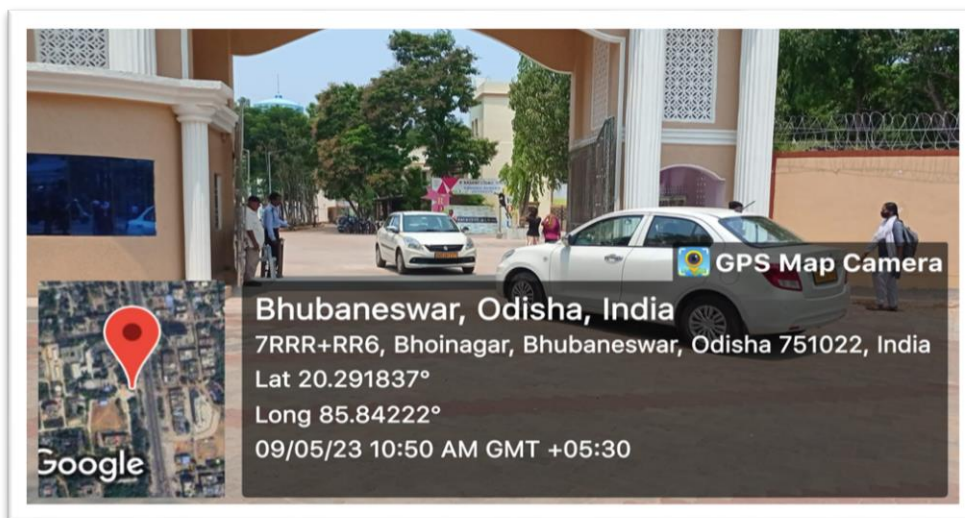 GPS Map Camera
Bhubaneswar, Odisha, India
7RRR+RR6, Bhoinagar, Bhubaneswar, Odisha 751022, India
Lat 20.291837°
Long 85.84222°
09/05/23 10:50 AM GMT +05:30
Google